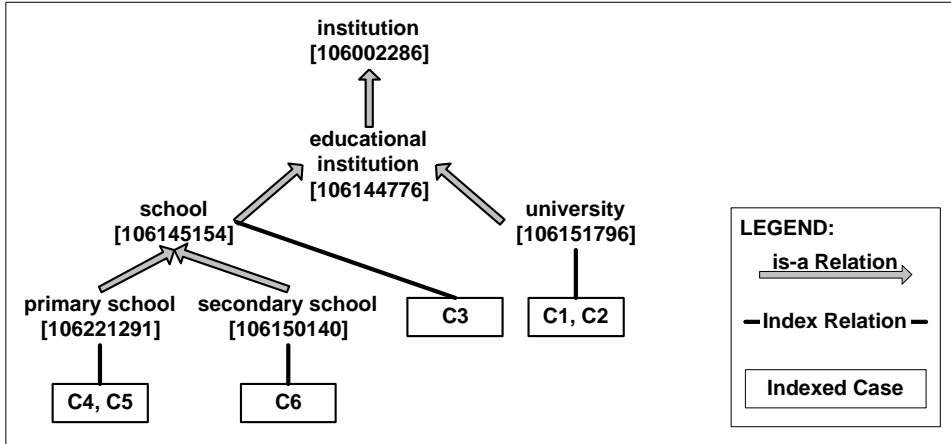 institution
[106002286]
educational
institution
[106144776]
school
[106145154]
university
[106151796]
primary school
[106221291]
secondary school
[106150140]
C3
C1, C2
C4, C5
C6
LEGEND:
is-a Relation
Index Relation
Indexed Case